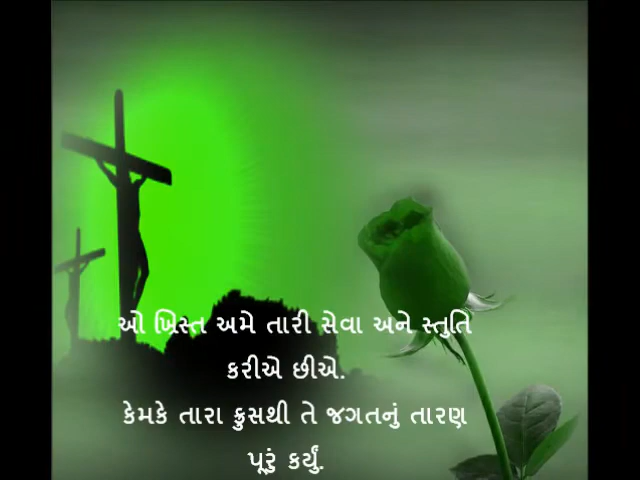 ઓ ખ્રિસ્ત અમે તારી સેવા અને સ્તુતિ
કરીએ છીએ.
કેમકે તારા ક્રુસથી તે જગતનું તારણ
પૂરું કર્યું.